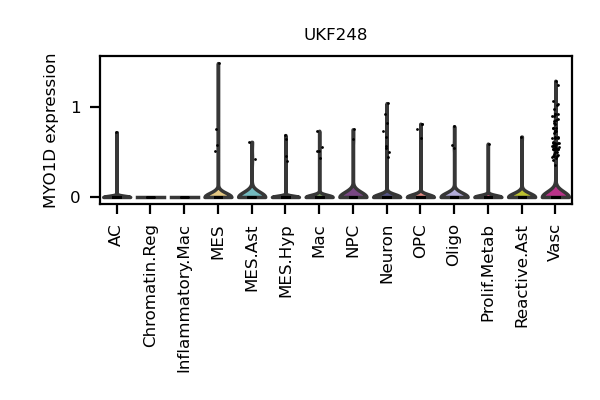 UKF248
MYO1D expression
1
0
AC
Chromatin.Reg
Inflammatory.Mac
MES
MES.Ast
MES.Hyp
Mac
NPC
Neuron
OPC
Oligo
Prolif.Metab
Reactive.Ast
Vasc